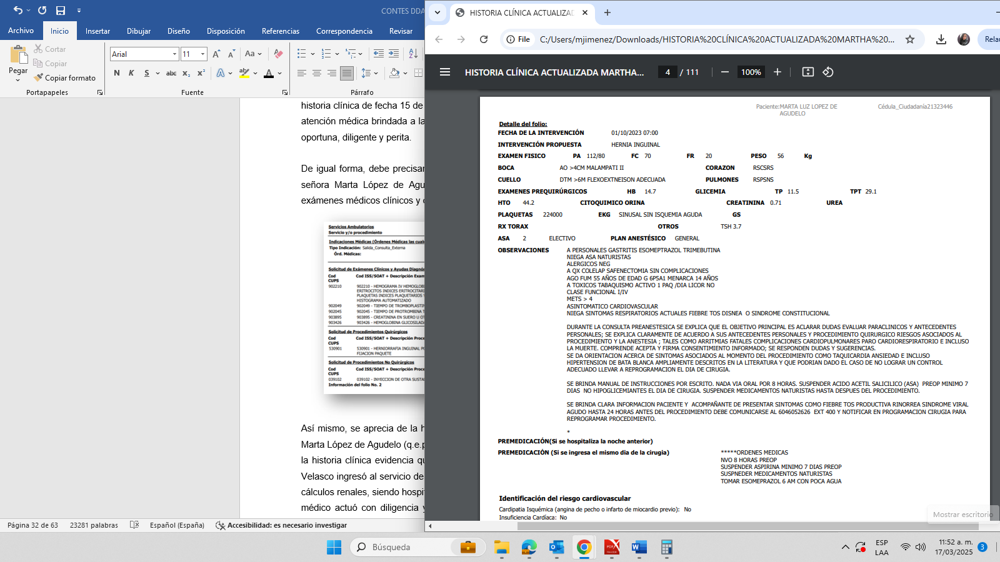 CONTES DDA
Archivo Inicio Insertar Dibujar Diseño Disposición Referencias Correspondencia Revisar
Pegar
Cortar
Copiar
Copiar formato
Portapapeles
Arial 11
N K S abc x₂ x² A A
Aa
Fuente
Párrafo
historia clínica de fecha 15 de
atención médica brindada a la
oportuna, diligente y perita.
De igual forma, debe precisar
señora Marta López de Agu
exámenes médicos clínicos y
Servicios Ambulatorios
Servicio y/o procedimiento
Indicaciones Médicas (Órdenes Médicas las cual
Tipo Indicación: Salida_Consulta_Externa
Órd. Médicas:
Solicitud de Exámenes Clínicos y Ayudas Diagnó
Cod CUPS
Cod ISS/SOAT + Descripción Exam
902210 902210 - HEMOGRAMA IV HEMOGLOBI
ERITROCITOS INDICES ERITROCITARI
PLAQUETAS INDICES PLAQUETARIOS
HISTOGRAMA AUTOMATIZADO
902049 902049 - TIEMPO DE TROMBOPLASTIN
902045 902045 - TIEMPO DE PROTROMBINA T
903895 903895 - CREATININA EN SUERO U OT
903426 903426 - HEMOGLOBINA GLICOSILADA
Solicitud de Procedimientos Quirúrgicos
Cod CUPS
Cod ISS/SOAT + Descripción Proce
530901 530901 - HERNIORRAFIA INGUINAL PO
FIJACION PAQUETE
Solicitud de Procedimientos No Quirúrgicos
Cod CUPS
Cod ISS/SOAT + Descripción Proce
039102 039102 - INYECCION DE OTRA SUSTA
Información del folio No. 2
Así mismo, se aprecia de la h
Marta López de Agudelo (q.e.p
la historia clínica evidencia qu
Velasco ingresó al servicio de
cálculos renales, siendo hospit
médico actuó con diligencia y
Página 32 de 63 23281 palabras Español (España) Accesibilidad: es necesario investigar
HISTORIA CLÍNICA ACTUALIZAD
File C:/Users/mjimenez/Downloads/HISTORIA%20CLÍNICA%20ACTUALIZADA%20MARTHA%20... Relau
HISTORIA CLÍNICA ACTUALIZADA MARTHA... 4 / 111 100%
Paciente:MARTA LUZ LOPEZ DE AGUDELO
Cédula_Ciudadanía21323446
Detalle del folio:
FECHA DE LA INTERVENCIÓN 01/10/2023 07:00
INTERVENCIÓN PROPUESTA HERNIA INGUINAL
EXAMEN FISICO PA 112/80 FC 70 FR 20 PESO 56 Kg
BOCA AO >4CM MALAMPATI II CORAZON RSCSRS
CUELLO DTM >6M FLEXOEXTNEISON ADECUADA PULMONES RSPSNS
EXAMENES PREQUIRÚRGICOS HB 14.7 GLICEMIA TP 11.5 TPT 29.1
HTO 44.2 CITOQUIMICO ORINA CREATININA 0.71 UREA
PLAQUETAS 224000 EKG SINUSAL SIN ISQUEMIA AGUDA GS
RX TORAX OTROS TSH 3.7
ASA 2 ELECTIVO PLAN ANESTÉSICO GENERAL
OBSERVACIONES A PERSONALES GASTRITIS ESOMEPTRAZOL TRIMEBUTINA
NIEGA ASA NATURISTAS
ALERGICOS NEG
A QX COLELAP SAFENECTOMIA SIN COMPLICACIONES
AGO FUM 55 AÑOS DE EDAD G 6P5A1 MENARCA 14 AÑOS
A TOXICOS TABAQUISMO ACTIVO 1 PAQ /DIA LICOR NO
CLASE FUNCIONAL I/IV
METS > 4
ASINTOMATICO CARDIOVASCULAR
NIEGA SINTOMAS RESPIRATORIOS ACTUALES FIEBRE TOS DISNEA O SINDROME CONSTITUCIONAL
DURANTE LA CONSULTA PREANESTESICA SE EXPLICA QUE EL OBJETIVO PRINCIPAL ES ACLARAR DUDAS EVALUAR PARACLINICOS Y ANTECEDENTES
PERSONALES; SE EXPLICA CLARAMENTE DE ACUERDO A SUS ANTECEDENTES PERSONALES Y PROCEDIMIENTO QUIRURGICO RIESGOS ASOCIADOS AL
PROCEDIMIENTO Y LA ANESTESIA ; TALES COMO ARRITMIAS FATALES COMPLICACIONES CARDIOPULMONARES PARO CARDIORESPIRATORIO E INCLUSO
LA MUERTE. COMPRENDE ACEPTA Y FIRMA CONSENTIMIENTO INFORMADO; SE RESPONDEN DUDAS Y SUGERENCIAS.
SE DA ORIENTACION ACERCA DE SINTOMAS ASOCIADOS AL MOMENTO DEL PROCEDIMIENTO COMO TAQUICARDIA ANSIEDAD E INCLUSO
HIPERTENSION DE BATA BLANCA AMPLIAMENTE DESCRITOS EN LA LITERATURA Y QUE PODRIAN DADO EL CASO DE NO LOGRAR UN CONTROL
ADECUADO LLEVAR A REPROGRAMACION EL DIA DE CIRUGIA.
SE BRINDA MANUAL DE INSTRUCCIONES POR ESCRITO. NADA VIA ORAL POR 8 HORAS. SUSPENDER ACIDO ACETIL SALICILICO (ASA) PREOP MINIMO 7
DIAS NO HIPOGLICEMIANTES EL DIA DE CIRUGIA. SUSPENDER MEDICAMENTOS NATURISTAS HASTA DESPUES DEL PROCEDIMIENTO.
SE BRINDA CLARA INFORMACION PACIENTE Y ACOMPAÑANTE DE PRESENTAR SINTOMAS COMO FIEBRE TOS PRODUCTIVA RINORREA SINDROME VIRAL
AGUDO HASTA 24 HORAS ANTES DEL PROCEDIMIENTO DEBE COMUNICARSE AL 6046052626 EXT 400 Y NOTIFICAR EN PROGRAMACION CIRUGIA PARA
REPROGRAMAR PROCEDIMIENTO.
*
PREMEDICACIÓN(Si se hospitaliza la noche anterior)
PREMEDICACIÓN (Si se ingresa el mismo dia de la cirugia) *****ORDENES MEDICAS
NVO 8 HORAS PREOP
SUSPENDER ASPIRINA MINIMO 7 DIAS PREOP
SUSPNEDER MEDICAMENTOS NATURISTAS
TOMAR ESOMEPRAZOL 6 AM CON POCA AGUA
Identificación del riesgo cardiovascular
Cardipatia Isquémica (angina de pecho o infarto de miocardio previo): No
Insuficiencia Cardíaca: No
Mostrar escritorio
Búsqueda
ESP
LAA
11:52 a. m.
17/03/2025
3